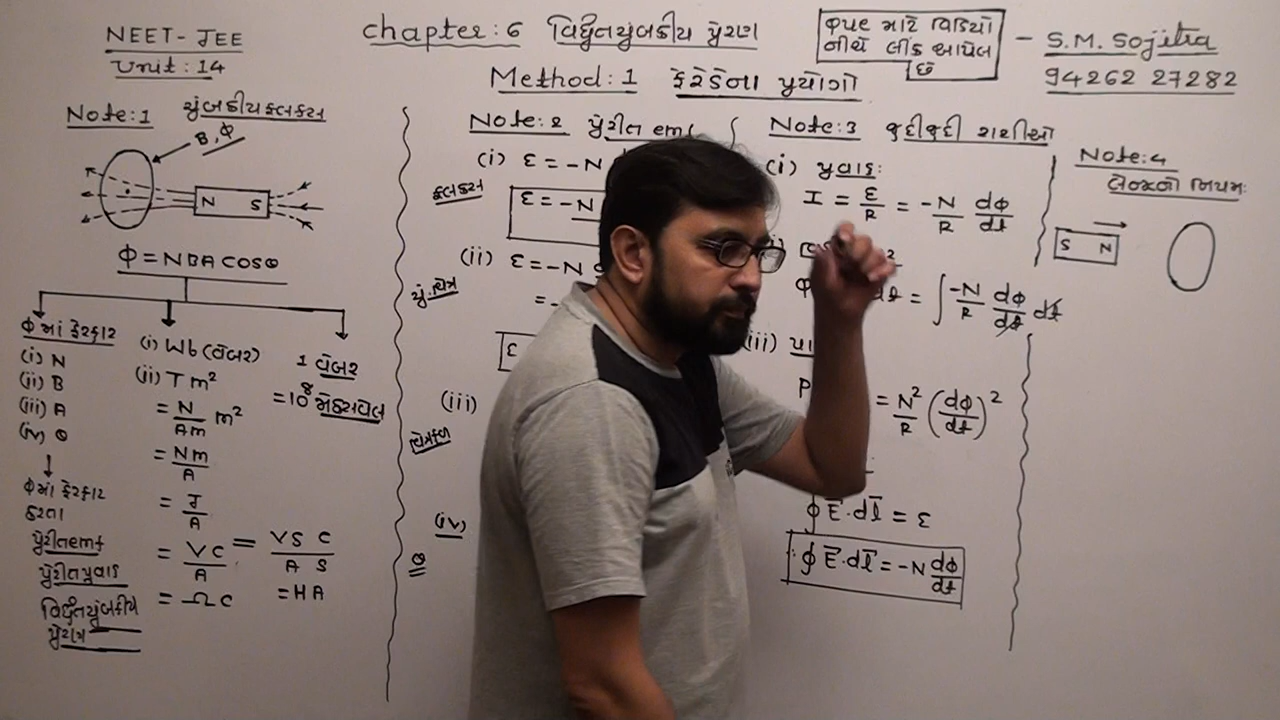 NEET - JEE
Unit : 14
chapter : 6 વિદ્યુતચુંબકીય પ્રેરણ
Method : 1 ફેરેડેના પ્રયોગો
ફપદ માટે વિડિયો
નીચે લીંક આપેલ
છે
- S.M. Sojitra
94262 27282
Note : 1 ચુંબકીય ફલકસ
B, Φ
N S
Φ = NBA cosθ
Φ માં ફેરફાર
(i) N
(ii) B
(iii) A
(iv) θ
Φ માં ફેરફાર
કરતા
પ્રેરીત emf
પ્રેરીત પ્રવાહ
વિદ્યુતચુંબકીય
પ્રેરણ
(i) Wb (વેબર)
(ii) T m²
= N/Am m²
= Nm/A
= J/A
= VC/A = VS C/A S
= ΩC = HA
1 વેબર
= 10⁸ મેક્સવેલ
Note : 2 પ્રેરીત emf
(i) ε = -N
ફલકસ
ε = -N
(ii) ε = -N
ચું. ક્ષેત્ર
= -
ε
(iii)
ક્ષેત્રફળ
(iv)
θ
Note : 3 જુદી જુદી રાશીઓ
(i) પ્રવાહ :
I = ε/R = -N/R dΦ/dt
dt = ∫ -N/R dΦ/dt dt
(iii) પા
P = N²/R (dΦ/dt)²
∮ E⃗·dl⃗ = ε
∴ ∮ E⃗·dl⃗ = -N dΦ/dt
Note : 4
લેન્ઝનો નિયમ :
S N